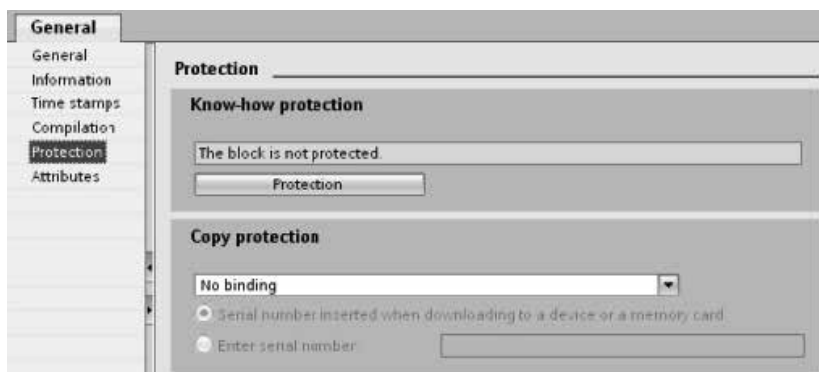 General
General
Information
Time stamps
Compilation
Protection
Attributes
Protection
Know-how protection
The block is not protected.
Protection
Copy protection
No binding
Serial number inserted when downloading to a device or a memory card
Enter serial number: